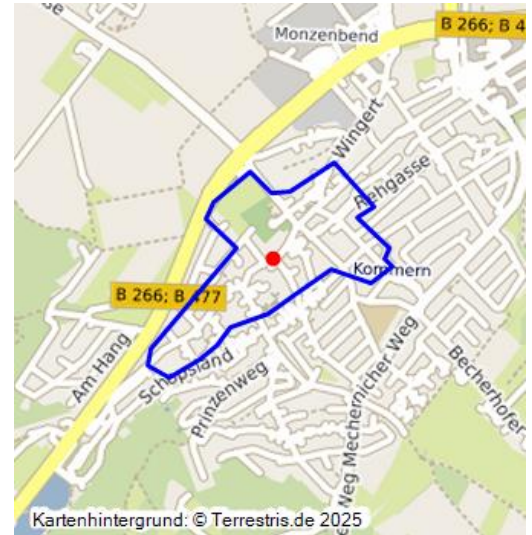 B 266; B 4
Monzenbend
Wingert
Rehgasse
Kommern
B 266; B 477
Am Hang
Schopsland
Prinzenweg
Weg Mechernicher Weg
Becherhofer
Kartenhintergrund: © Terrestris.de 2025